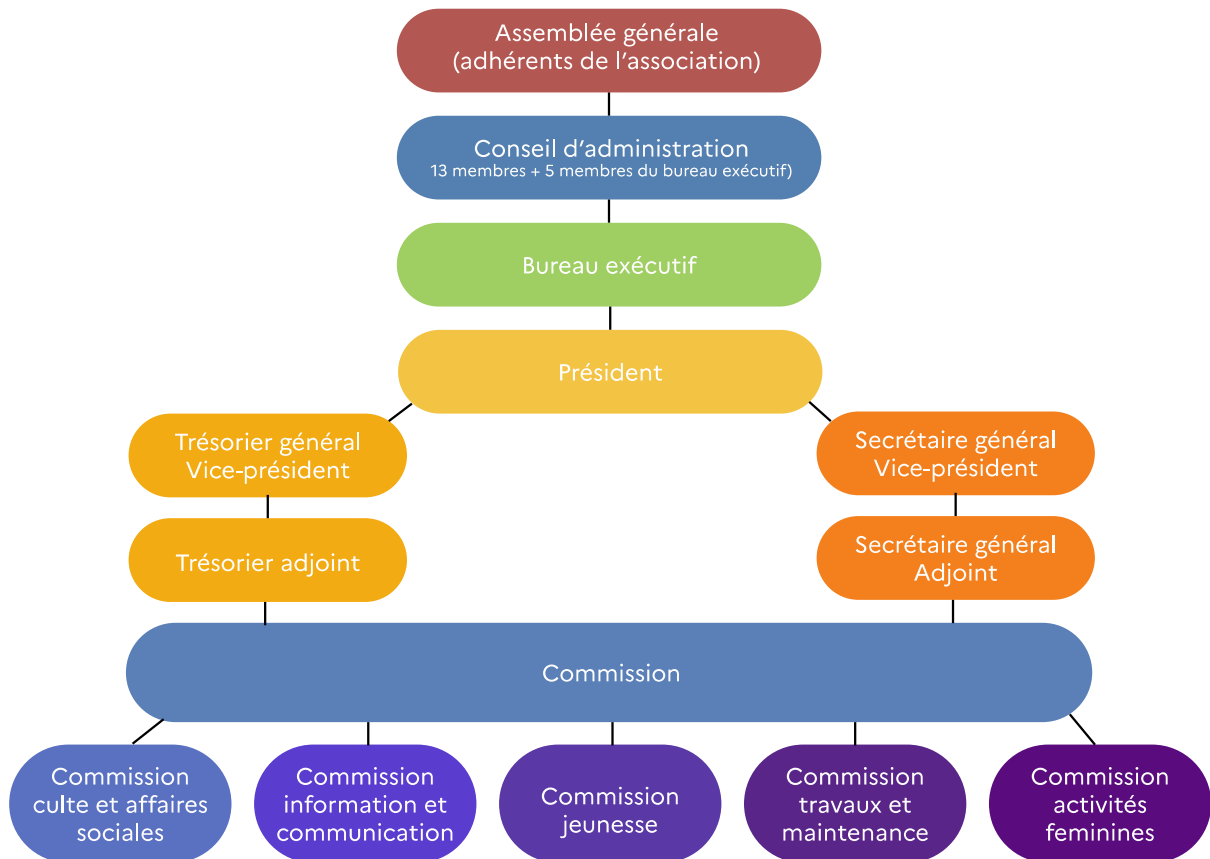 Assemblée générale
(adhérents de l'association)
Conseil d'administration
13 membres + 5 membres du bureau exécutif)
Bureau exécutif
Président
Trésorier général
Vice-président
Secrétaire général
Vice-président
Trésorier adjoint
Secrétaire général
Adjoint
Commission
Commission
culte et affaires
sociales
Commission
information et
communication
Commission
jeunesse
Commission
travaux et
maintenance
Commission
activités
feminines